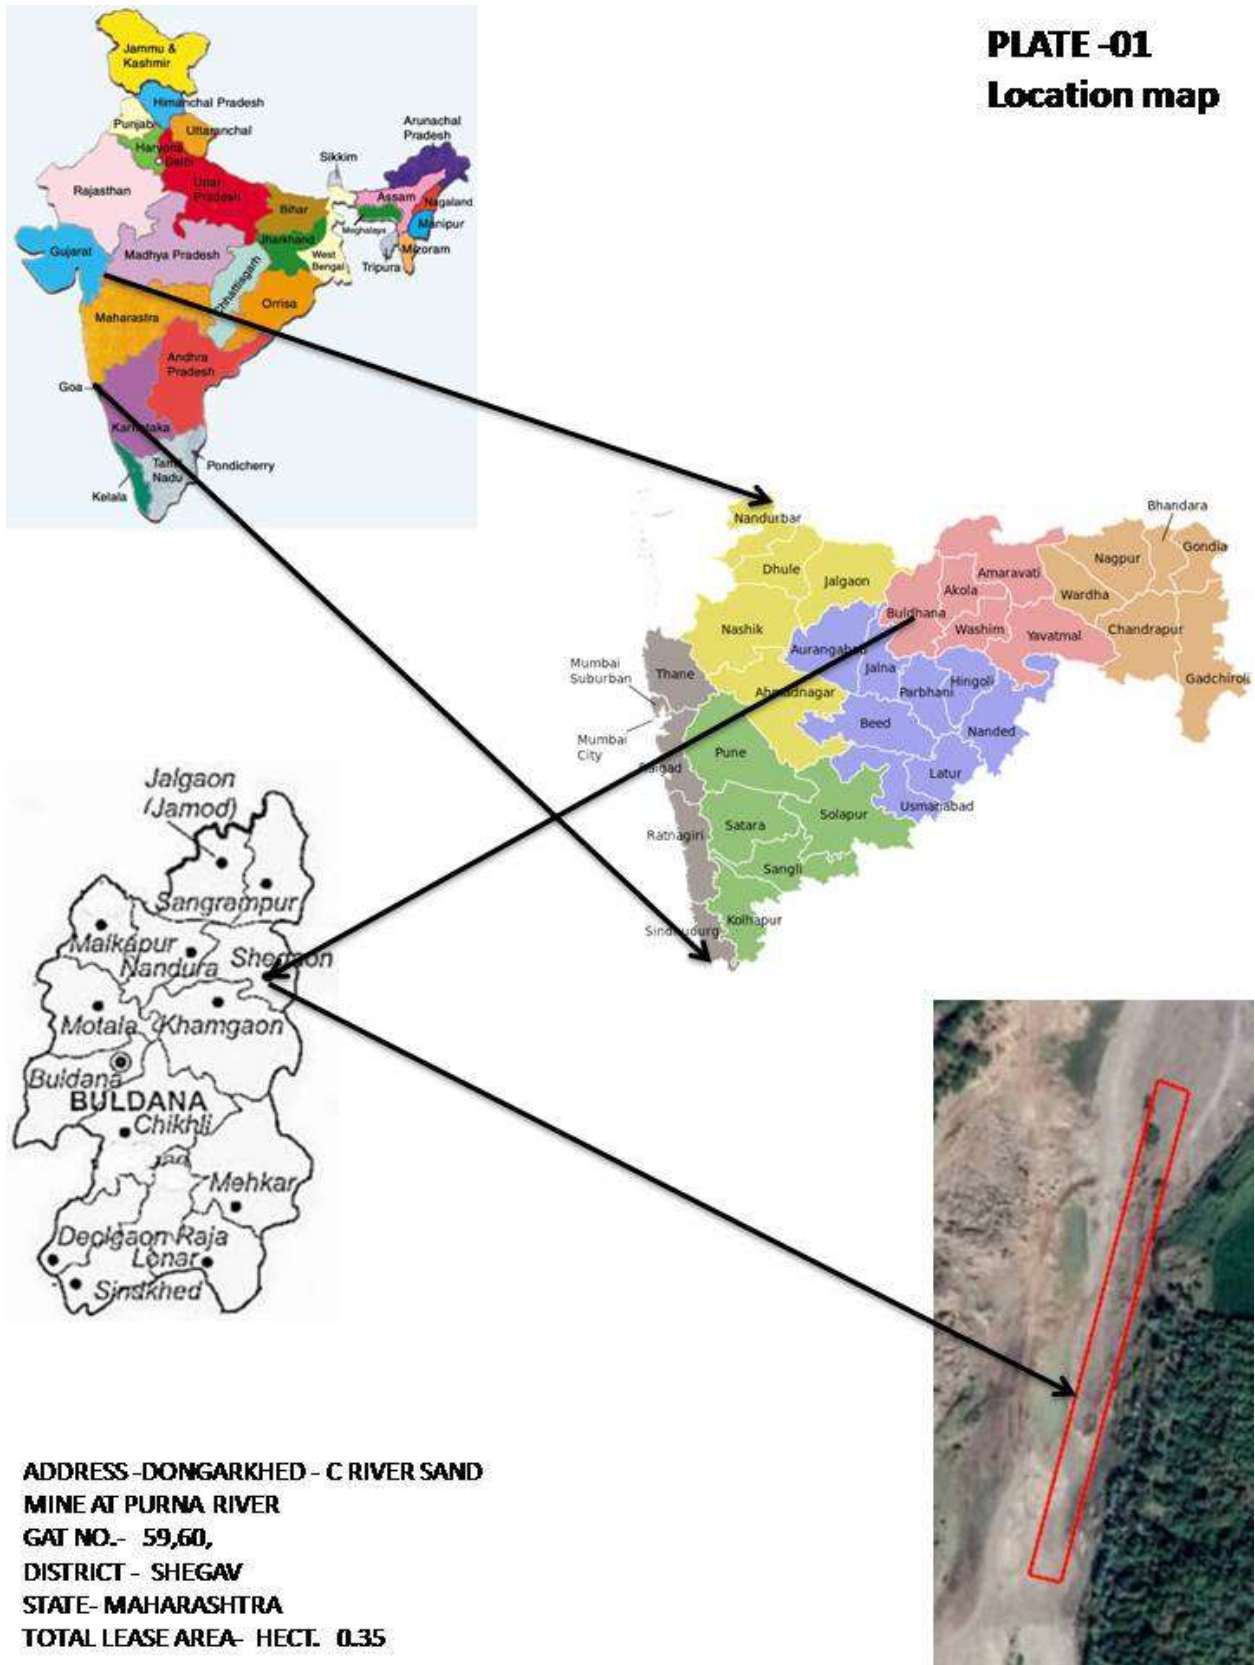 PLATE -01
Location map
Jammu &
Kashmir
Himanchal Pradesh
Punjab
Uttaranchal
Haryana
Delhi
Arunachal
Pradesh
Sikkim
Rajasthan
Uttar
Pradesh
Assam
Nagaland
Bihar
Manipur
Meghalaya
Gujarat
Madhya Pradesh
Jharkhand
West
Bengal
Mizoram
Tripura
Chhattisgarh
Orrisa
Maharastra
Andhra
Pradesh
Goa
Karnataka
Tamil
Nadu
Pondicherry
Kelala
Nandurbar
Bhandara
Gondia
Nagpur
Dhule
Jalgaon
Amaravati
Akola
Wardha
Buldhana
Nashik
Washim
Yavatmal
Chandrapur
Aurangabad
Mumbai
Suburban
Thane
Jalna
Hingoli
Parbhani
Gadchiroli
Ahmadnagar
Beed
Nanded
Mumbai
City
Pune
Raigad
Latur
Usmanabad
Solapur
Satara
Ratnagiri
Sangli
Kolhapur
Sindhudurg
Jalgaon
(Jamod)
Sangrampur
Malkapur
Nandura
Shegaon
Motala
Khamgaon
Buldana
BULDANA
Chikhli
Mehkar
Deolgaon Raja
Lonar
Sindkhed
ADDRESS -DONGARKHED - C RIVER SAND
MINE AT PURNA RIVER
GAT NO.- 59,60,
DISTRICT - SHEGAV
STATE- MAHARASHTRA
TOTAL LEASE AREA- HECT. 0.35